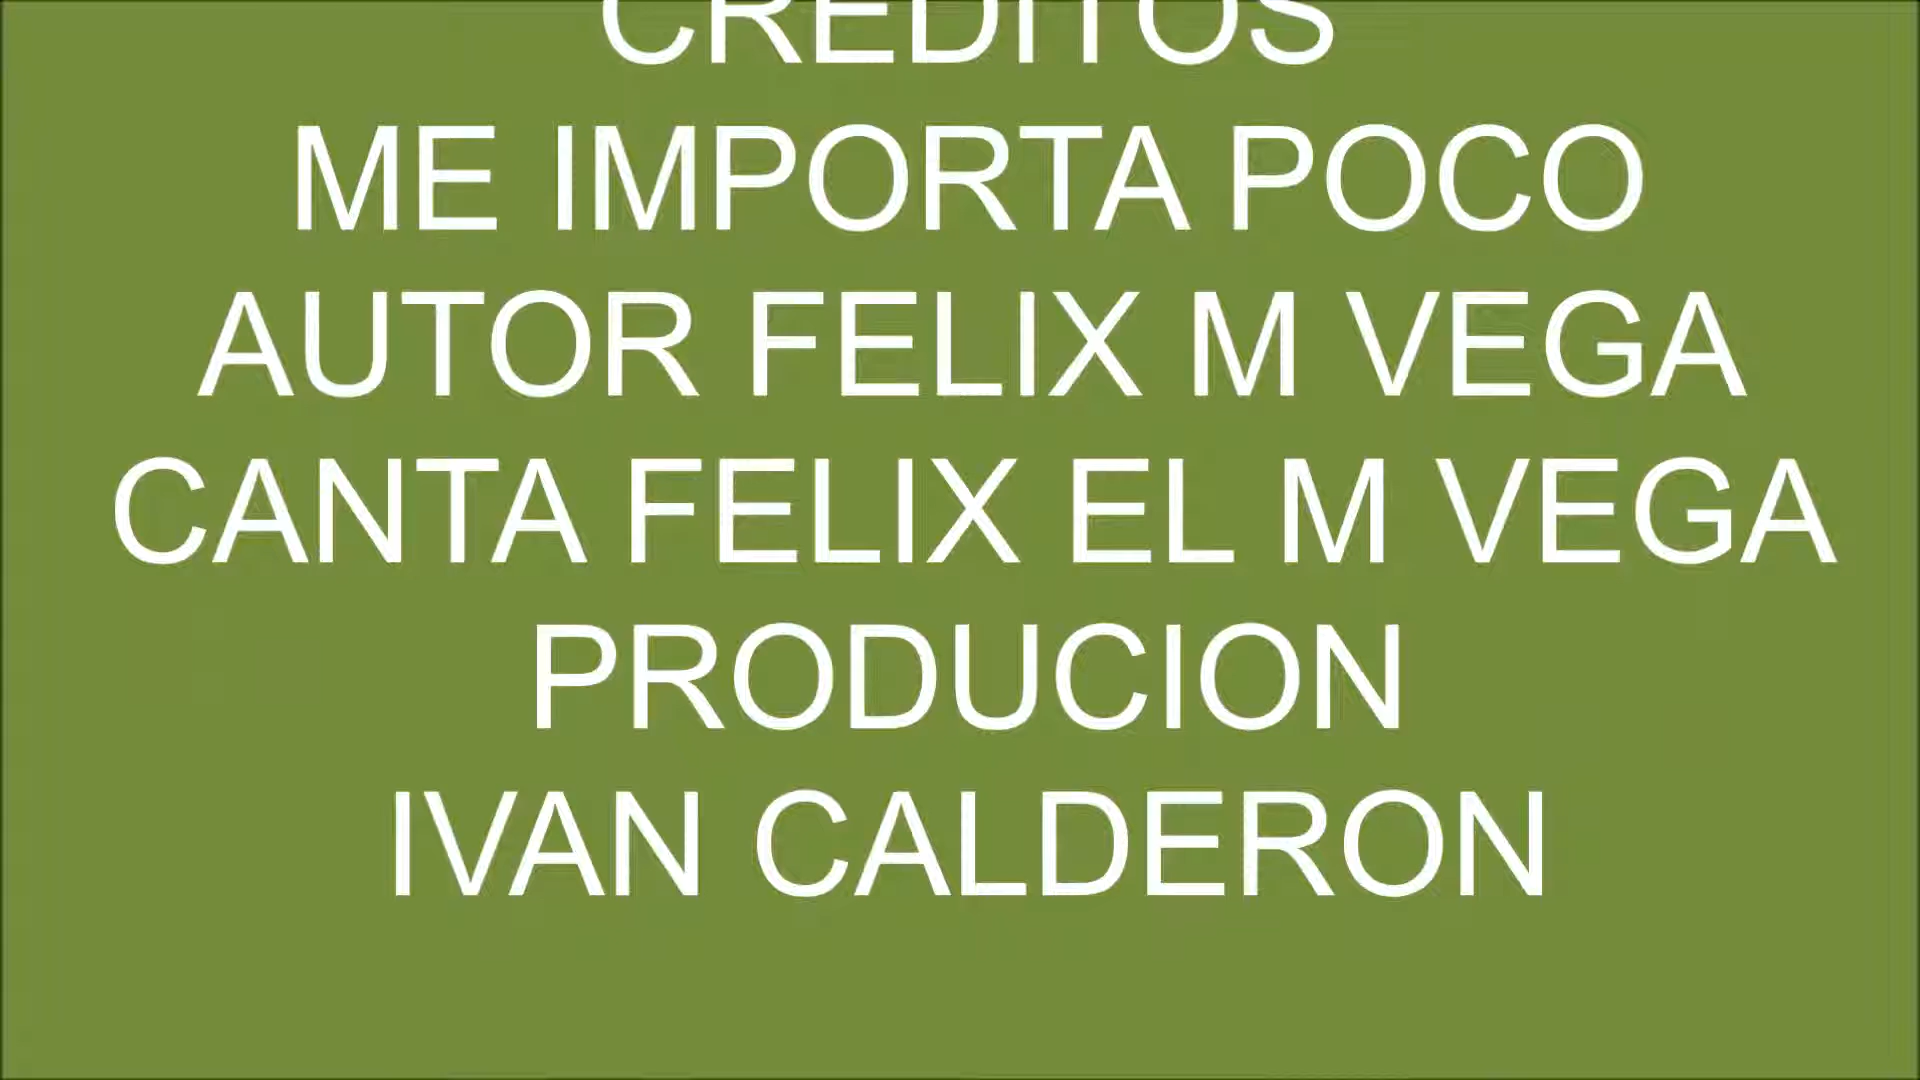 CREDITOS
ME IMPORTA POCO
AUTOR FELIX M VEGA
CANTA FELIX EL M VEGA
PRODUCION
IVAN CALDERON